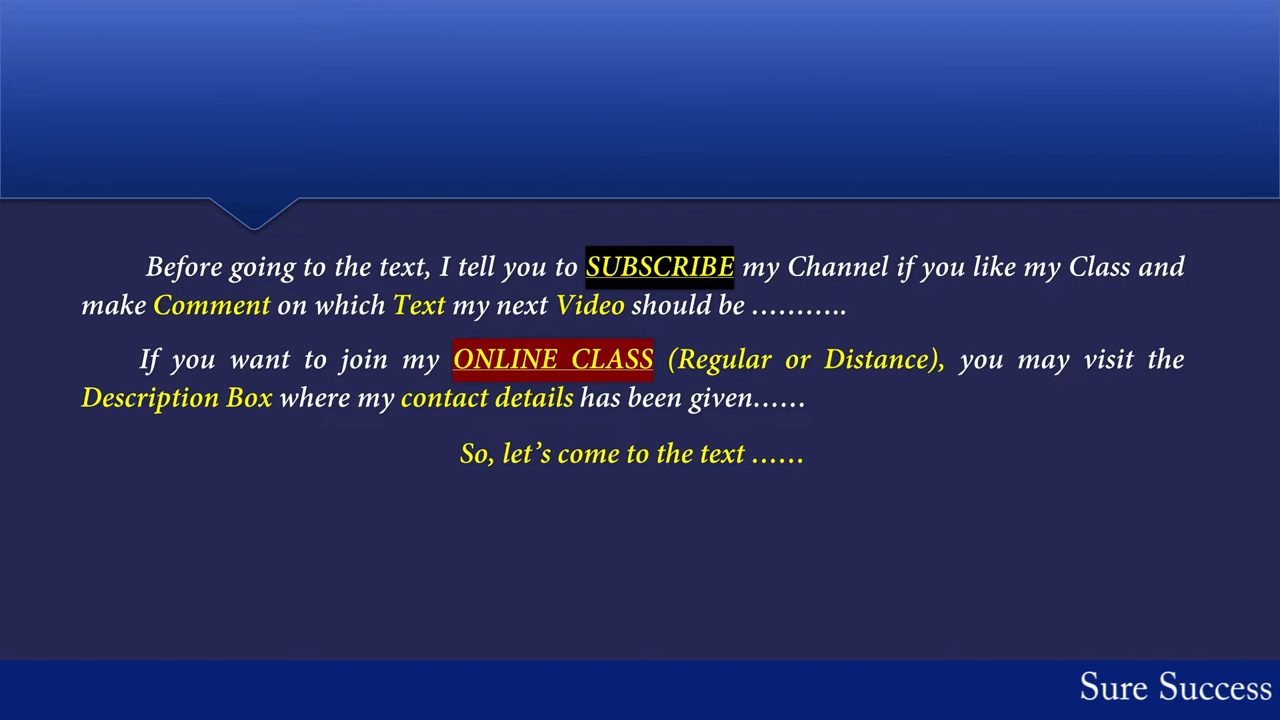 Before going to the text, I tell you to SUBSCRIBE my Channel if you like my Class and
make Comment on which Text my next Video should be ………..
If you want to join my ONLINE CLASS (Regular or Distance), you may visit the
Description Box where my contact details has been given……
So, let’s come to the text ……
Sure Success